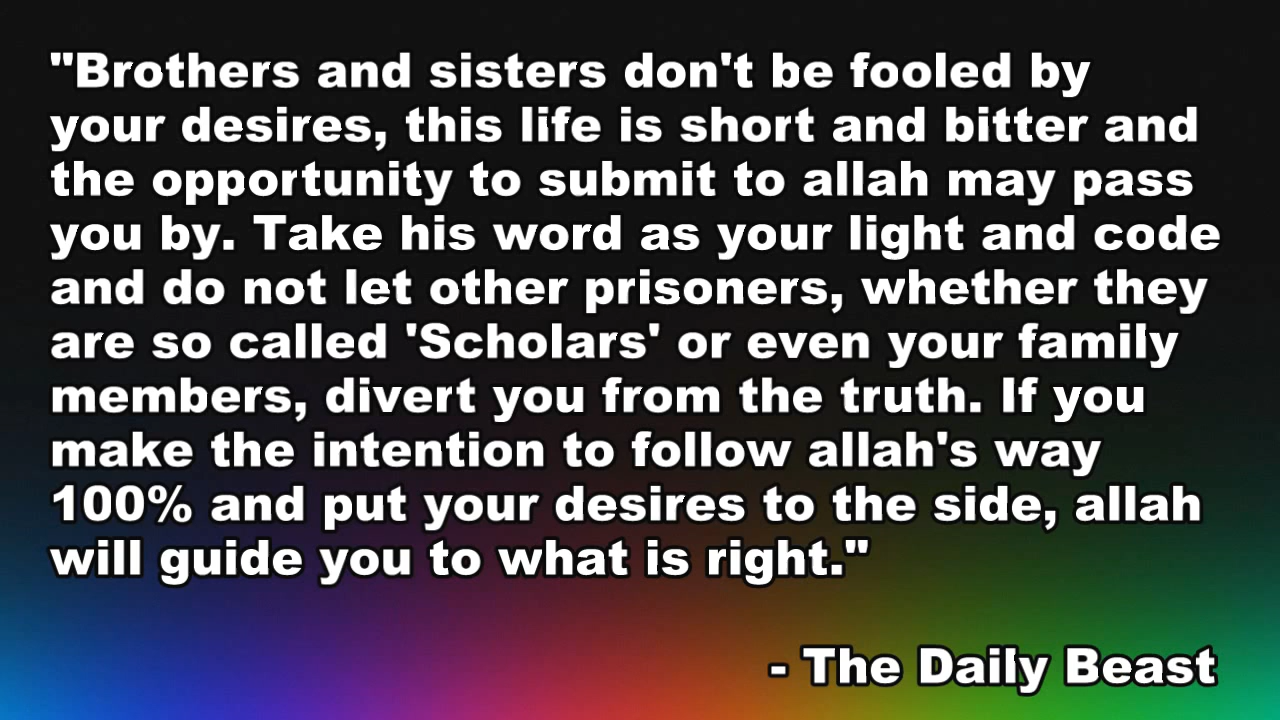 "Brothers and sisters don't be fooled by
your desires, this life is short and bitter and
the opportunity to submit to allah may pass
you by. Take his word as your light and code
and do not let other prisoners, whether they
are so called 'Scholars' or even your family
members, divert you from the truth. If you
make the intention to follow allah's way
100% and put your desires to the side, allah
will guide you to what is right."
- The Daily Beast